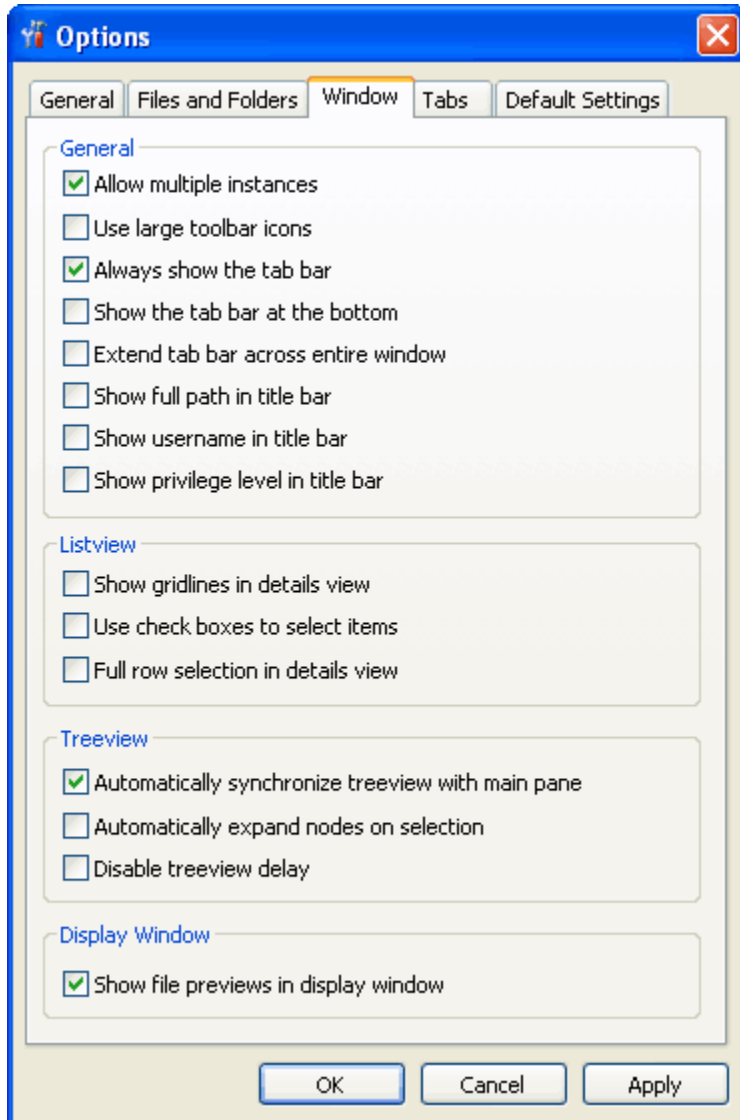 Options
General
Files and Folders
Window
Tabs
Default Settings
General
Allow multiple instances
Use large toolbar icons
Always show the tab bar
Show the tab bar at the bottom
Extend tab bar across entire window
Show full path in title bar
Show username in title bar
Show privilege level in title bar
Listview
Show gridlines in details view
Use check boxes to select items
Full row selection in details view
Treeview
Automatically synchronize treeview with main pane
Automatically expand nodes on selection
Disable treeview delay
Display Window
Show file previews in display window
OK
Cancel
Apply